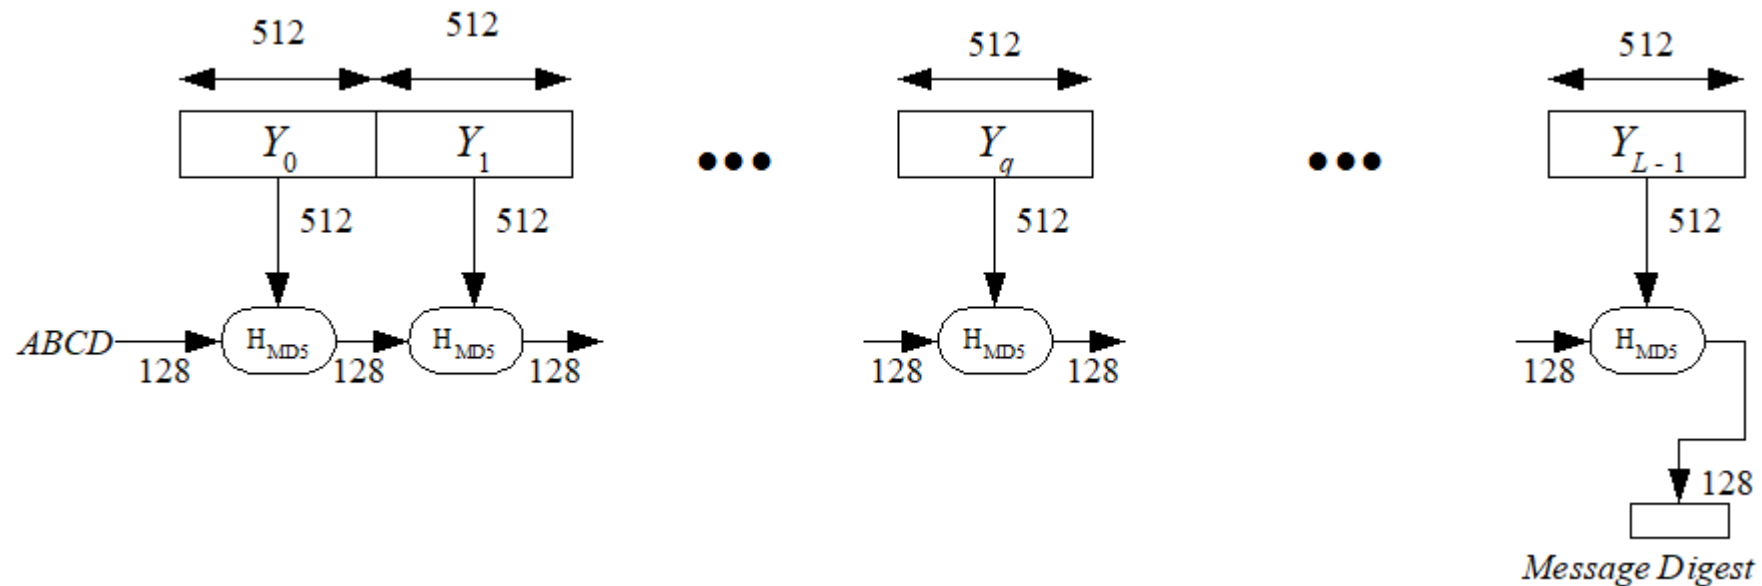 512 512 512 512
Y0 Y1 ••• Yq ••• YL - 1
512 512 512 512
ABCD HMD5 HMD5 HMD5 HMD5
128 128 128 128 128 128
128
Message Digest